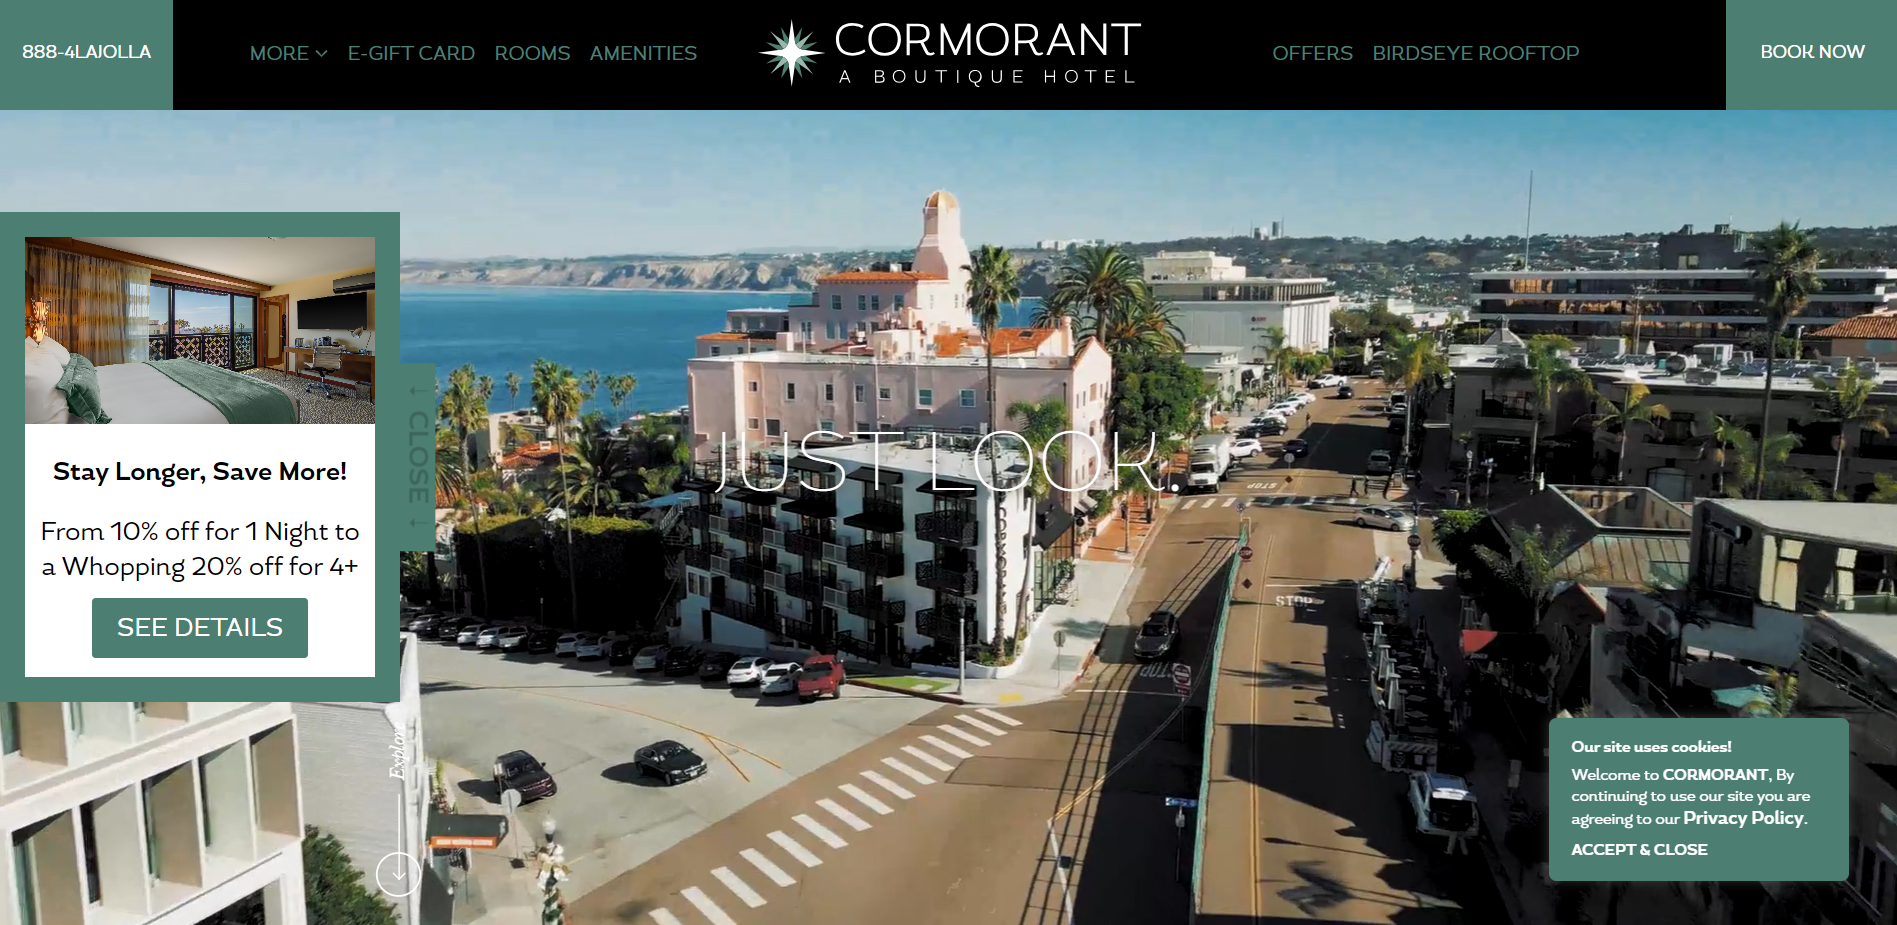 888-4LAJOLLA
MORE
E-GIFT CARD
ROOMS
AMENITIES
CORMORANT
A BOUTIQUE HOTEL
OFFERS
BIRDSEYE ROOFTOP
BOOK NOW
JUST LOOK.
Stay Longer, Save More!
From 10% off for 1 Night to
a Whopping 20% off for 4+
SEE DETAILS
← CLOSE ←
CORMORANT
STOP
STOP
STOP
Explore
Our site uses cookies!
Welcome to CORMORANT, By
continuing to use our site you are
agreeing to our Privacy Policy.
ACCEPT & CLOSE